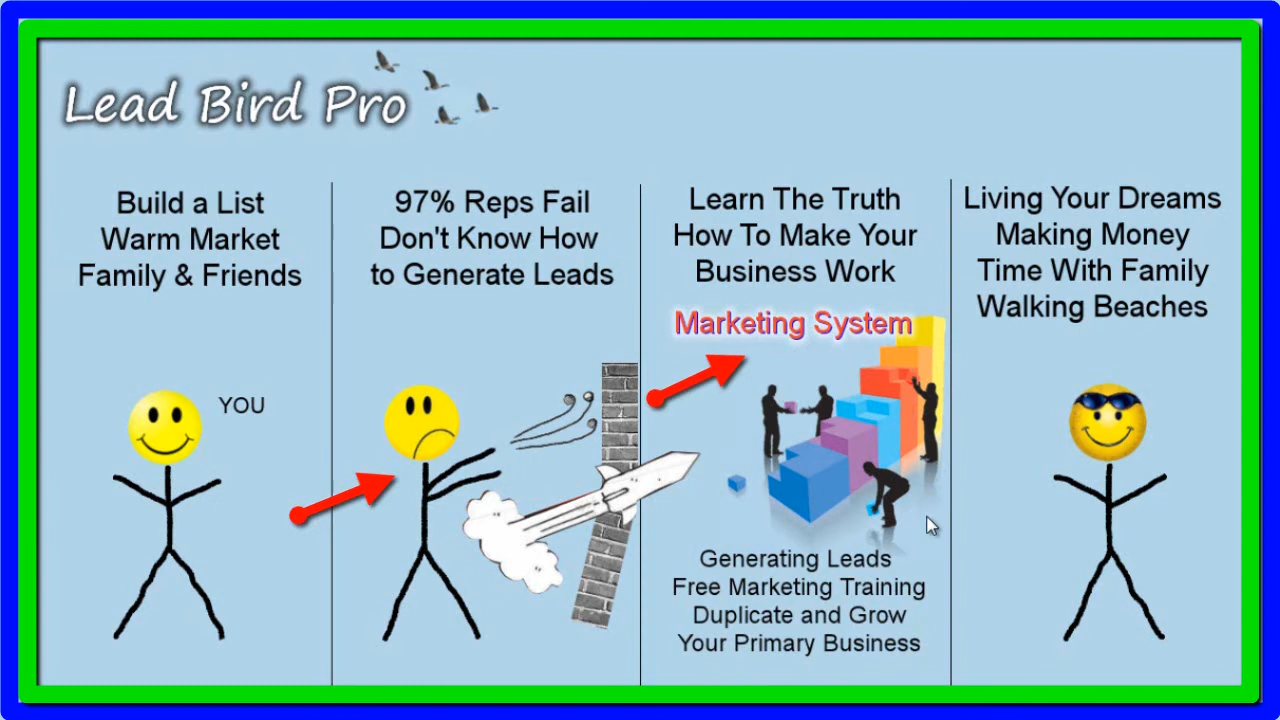 Lead Bird Pro
Build a List
Warm Market
Family & Friends
YOU
97% Reps Fail
Don't Know How
to Generate Leads
Learn The Truth
How To Make Your
Business Work
Marketing System
Generating Leads
Free Marketing Training
Duplicate and Grow
Your Primary Business
Living Your Dreams
Making Money
Time With Family
Walking Beaches